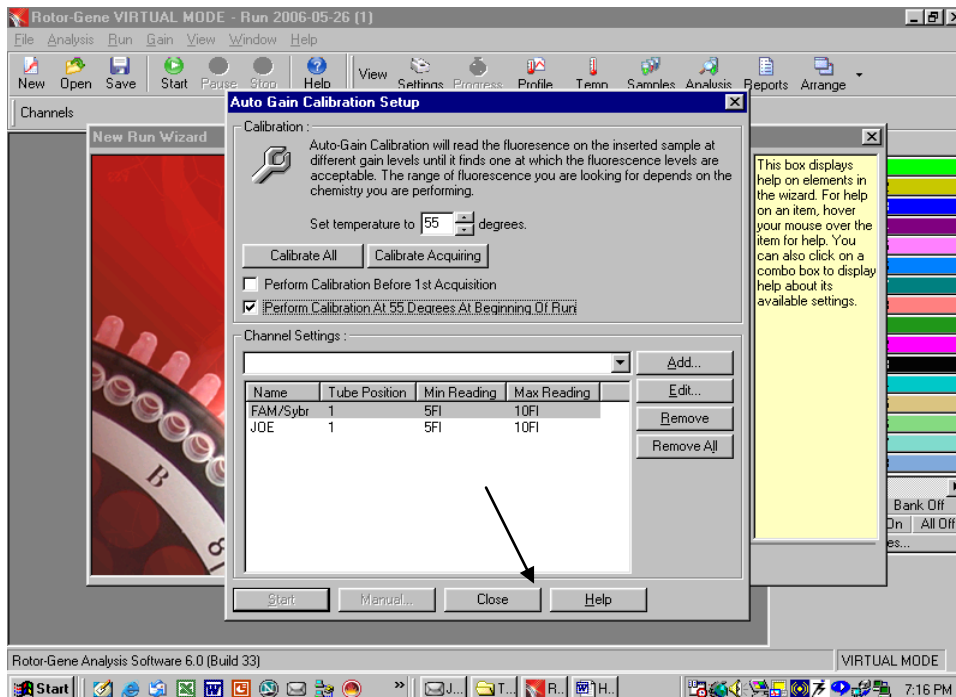 Rotor-Gene VIRTUAL MODE - Run 2006-05-26 (1)
File Analysis Run Gain View Window Help
New Open Save Start Pause Stop Help View Settings Progress Profile Temp Samples Analysis Reports Arrange
Channels
New Run Wizard
Auto Gain Calibration Setup
Calibration :
Auto-Gain Calibration will read the fluoresence on the inserted sample at
different gain levels until it finds one at which the fluorescence levels are
acceptable. The range of fluorescence you are looking for depends on the
chemistry you are performing.
Set temperature to 55 degrees.
Calibrate All Calibrate Acquiring
Perform Calibration Before 1st Acquisition
Perform Calibration At 55 Degrees At Beginning Of Run
Channel Settings :
Add...
Name Tube Position Min Reading Max Reading
FAM/Sybr 1 5Fl 10Fl
JOE 1 5Fl 10Fl
Edit...
Remove
Remove All
Start Manual... Close Help
This box displays
help on elements in
the wizard. For help
on an item, hover
your mouse over the
item for help. You
can also click on a
combo box to display
help about its
available settings.
Bank Off
On All Off
es...
B
Rotor-Gene Analysis Software 6.0 (Build 33) VIRTUAL MODE
Start » J... T... R... H... 7:16 PM